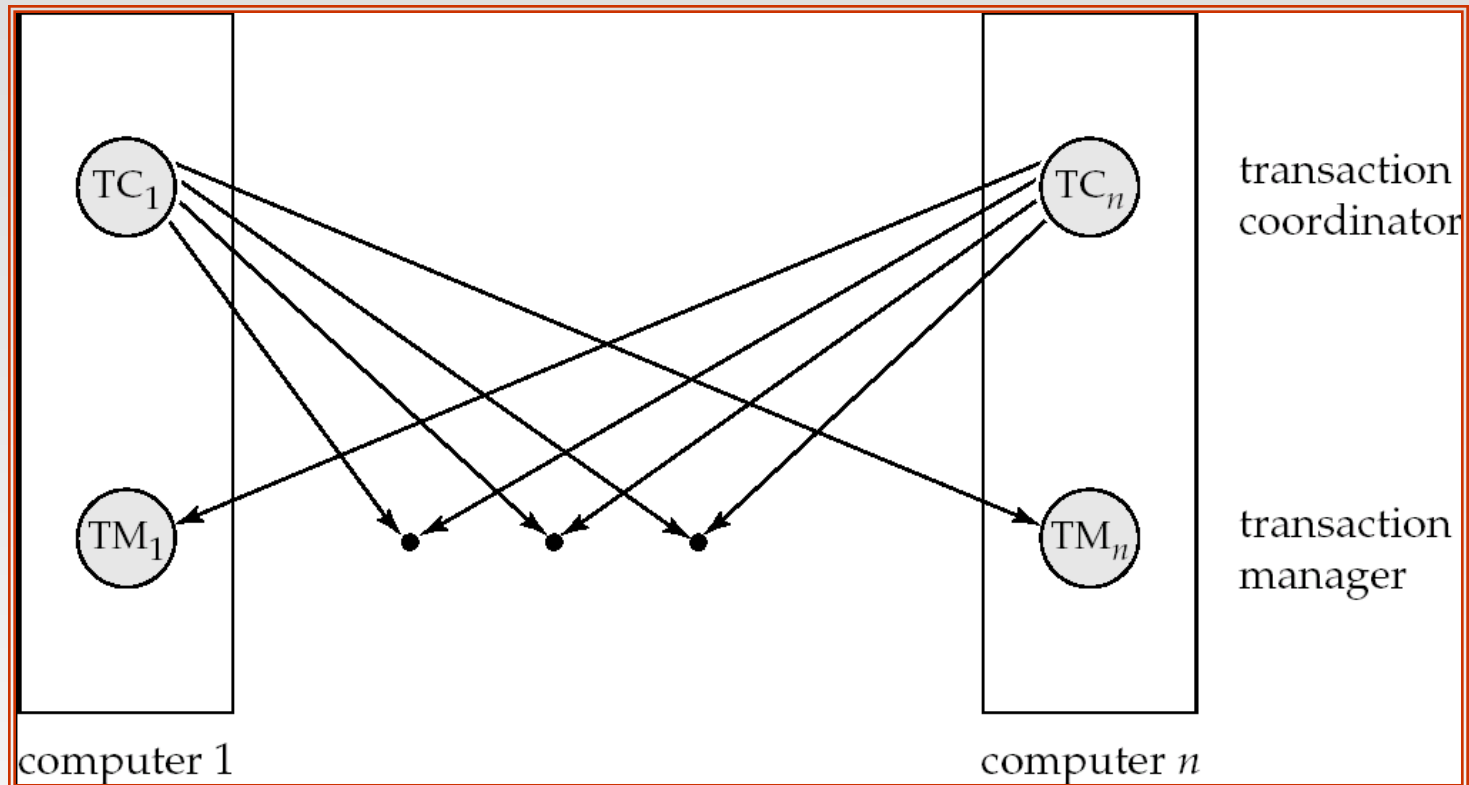 TC1
TCn
transaction
coordinator
TM1
TMn
transaction
manager
computer 1
computer n